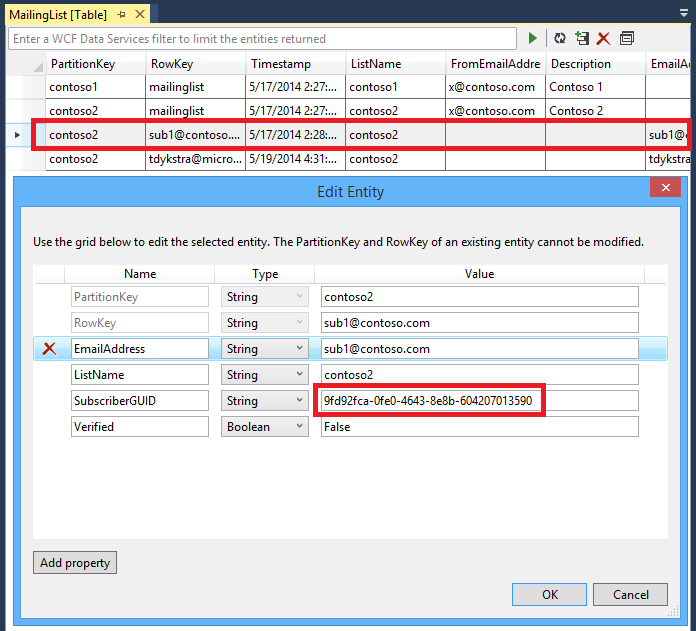 MailingList [Table]
Enter a WCF Data Services filter to limit the entities returned
PartitionKey RowKey Timestamp ListName FromEmailAddre Description EmailAd
contoso1 mailinglist 5/17/2014 2:27:... contoso1 x@contoso.com Contoso 1
contoso2 mailinglist 5/17/2014 2:27:... contoso2 x@contoso.com Contoso 2
contoso2 sub1@contoso.... 5/17/2014 2:28:... contoso2 sub1@c
contoso2 tdykstra@micro... 5/19/2014 4:31:... contoso2 tdykstra
Edit Entity
Use the grid below to edit the selected entity. The PartitionKey and RowKey of an existing entity cannot be modified.
Name Type Value
PartitionKey String contoso2
RowKey String sub1@contoso.com
EmailAddress String sub1@contoso.com
ListName String contoso2
SubscriberGUID String 9fd92fca-0fe0-4643-8e8b-604207013590
Verified Boolean False
Add property
OK Cancel